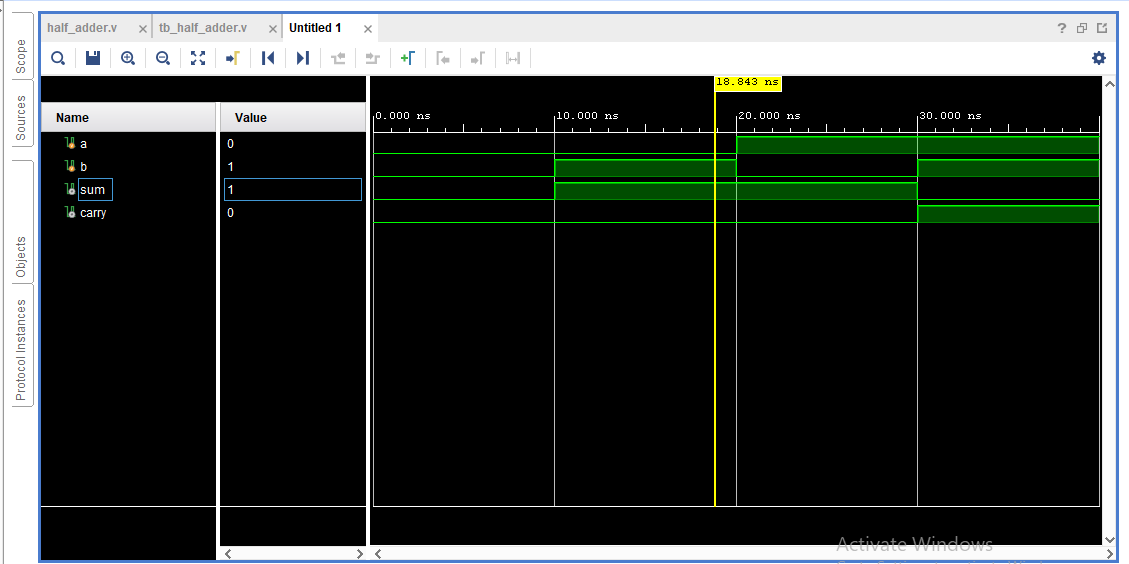 half_adder.v tb_half_adder.v Untitled 1
Scope
Sources
Objects
Protocol Instances
18.843 ns
Name Value
0.000 ns 10.000 ns 20.000 ns 30.000 ns
a 0
b 1
sum 1
carry 0
Activate Windows